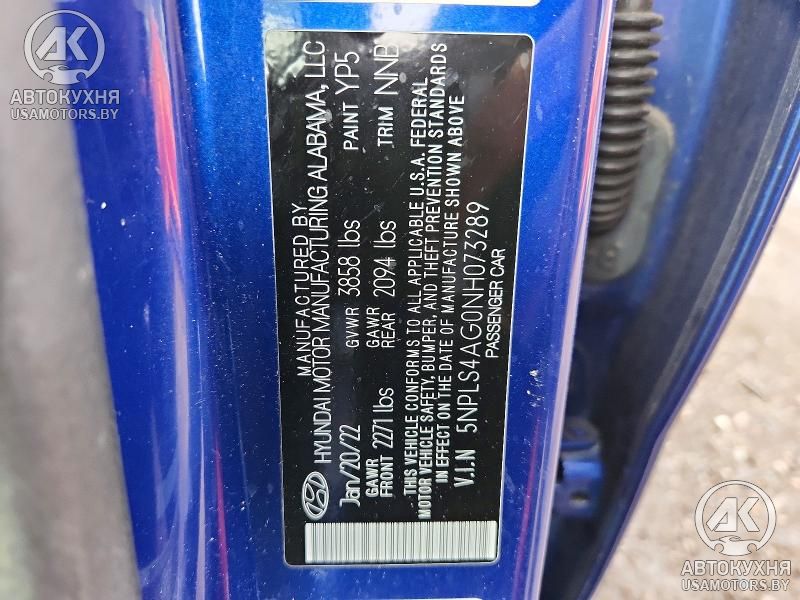 MANUFACTURED BY
HYUNDAI MOTOR MANUFACTURING ALABAMA, LLC
Jan/20/22 GVWR 3858 lbs PAINT YP5
GAWR FRONT 2271 lbs GAWR REAR 2094 lbs TRIM NNB
THIS VEHICLE CONFORMS TO ALL APPLICABLE U.S.A. FEDERAL
MOTOR VEHICLE SAFETY, BUMPER, AND THEFT PREVENTION STANDARDS
IN EFFECT ON THE DATE OF MANUFACTURE SHOWN ABOVE
V.I.N 5NPLS4AG0NH073289
PASSENGER CAR
АК
АВТОКУХНЯ
USAMOTORS.BY
АК
АВТОКУХНЯ
USAMOTORS.BY